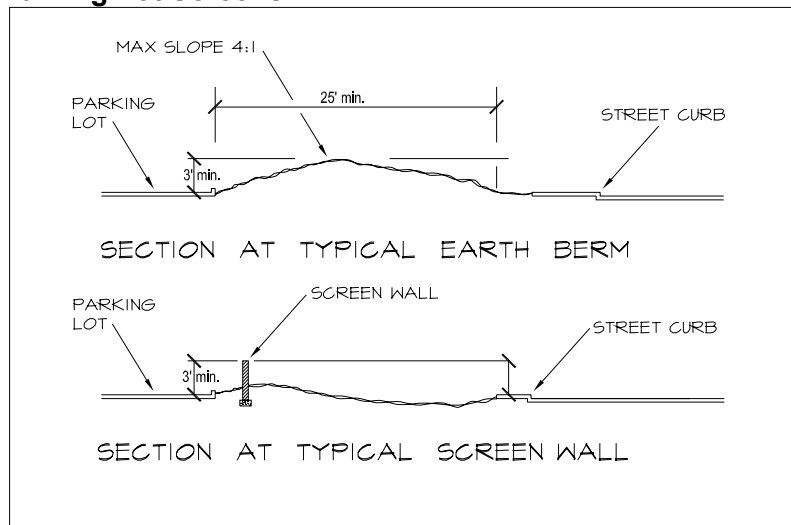 MAX SLOPE 4:1
25' min.
PARKING
LOT
STREET CURB
3' min.
SECTION AT TYPICAL EARTH BERM
SCREEN WALL
PARKING
LOT
STREET CURB
3' min.
SECTION AT TYPICAL SCREEN WALL